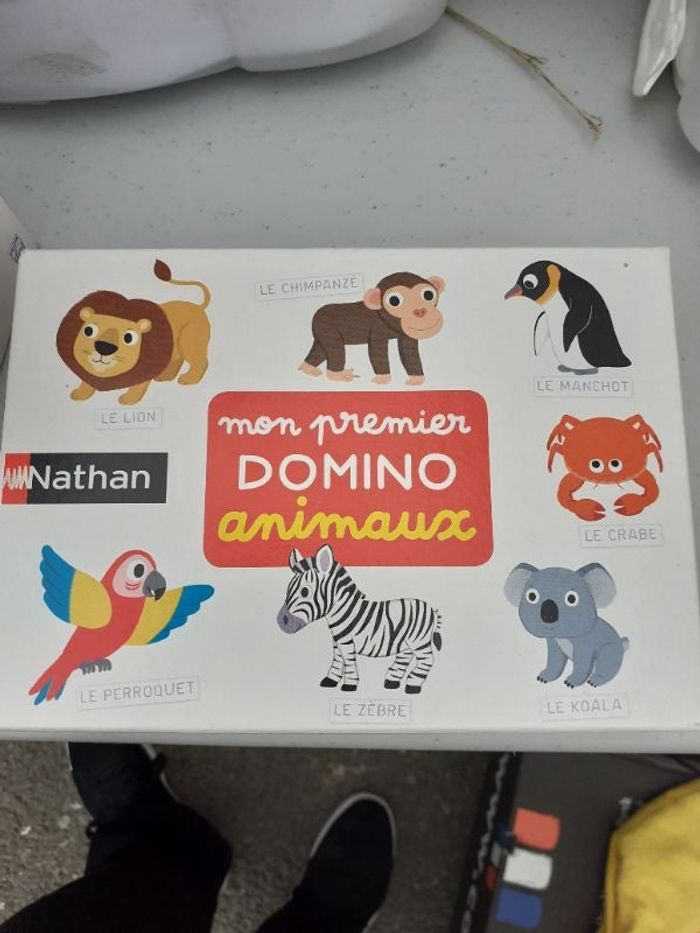 LE CHIMPANZE
LE MANCHOT
LE LION
mon premier
DOMINO
animaux
Nathan
LE CRABE
LE PERROQUET
LE ZÈBRE
LE KOALA